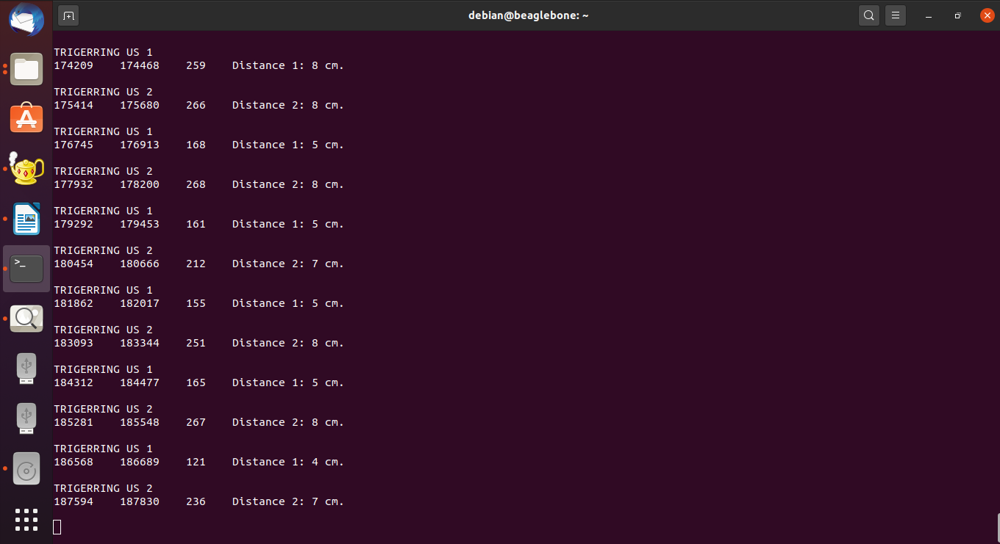 debian@beaglebone: ~
TRIGERRING US 1
174209    174468    259    Distance 1: 8 cm.
TRIGERRING US 2
175414    175680    266    Distance 2: 8 cm.
TRIGERRING US 1
176745    176913    168    Distance 1: 5 cm.
TRIGERRING US 2
177932    178200    268    Distance 2: 8 cm.
TRIGERRING US 1
179292    179453    161    Distance 1: 5 cm.
TRIGERRING US 2
180454    180666    212    Distance 2: 7 cm.
TRIGERRING US 1
181862    182017    155    Distance 1: 5 cm.
TRIGERRING US 2
183093    183344    251    Distance 2: 8 cm.
TRIGERRING US 1
184312    184477    165    Distance 1: 5 cm.
TRIGERRING US 2
185281    185548    267    Distance 2: 8 cm.
TRIGERRING US 1
186568    186689    121    Distance 1: 4 cm.
TRIGERRING US 2
187594    187830    236    Distance 2: 7 cm.